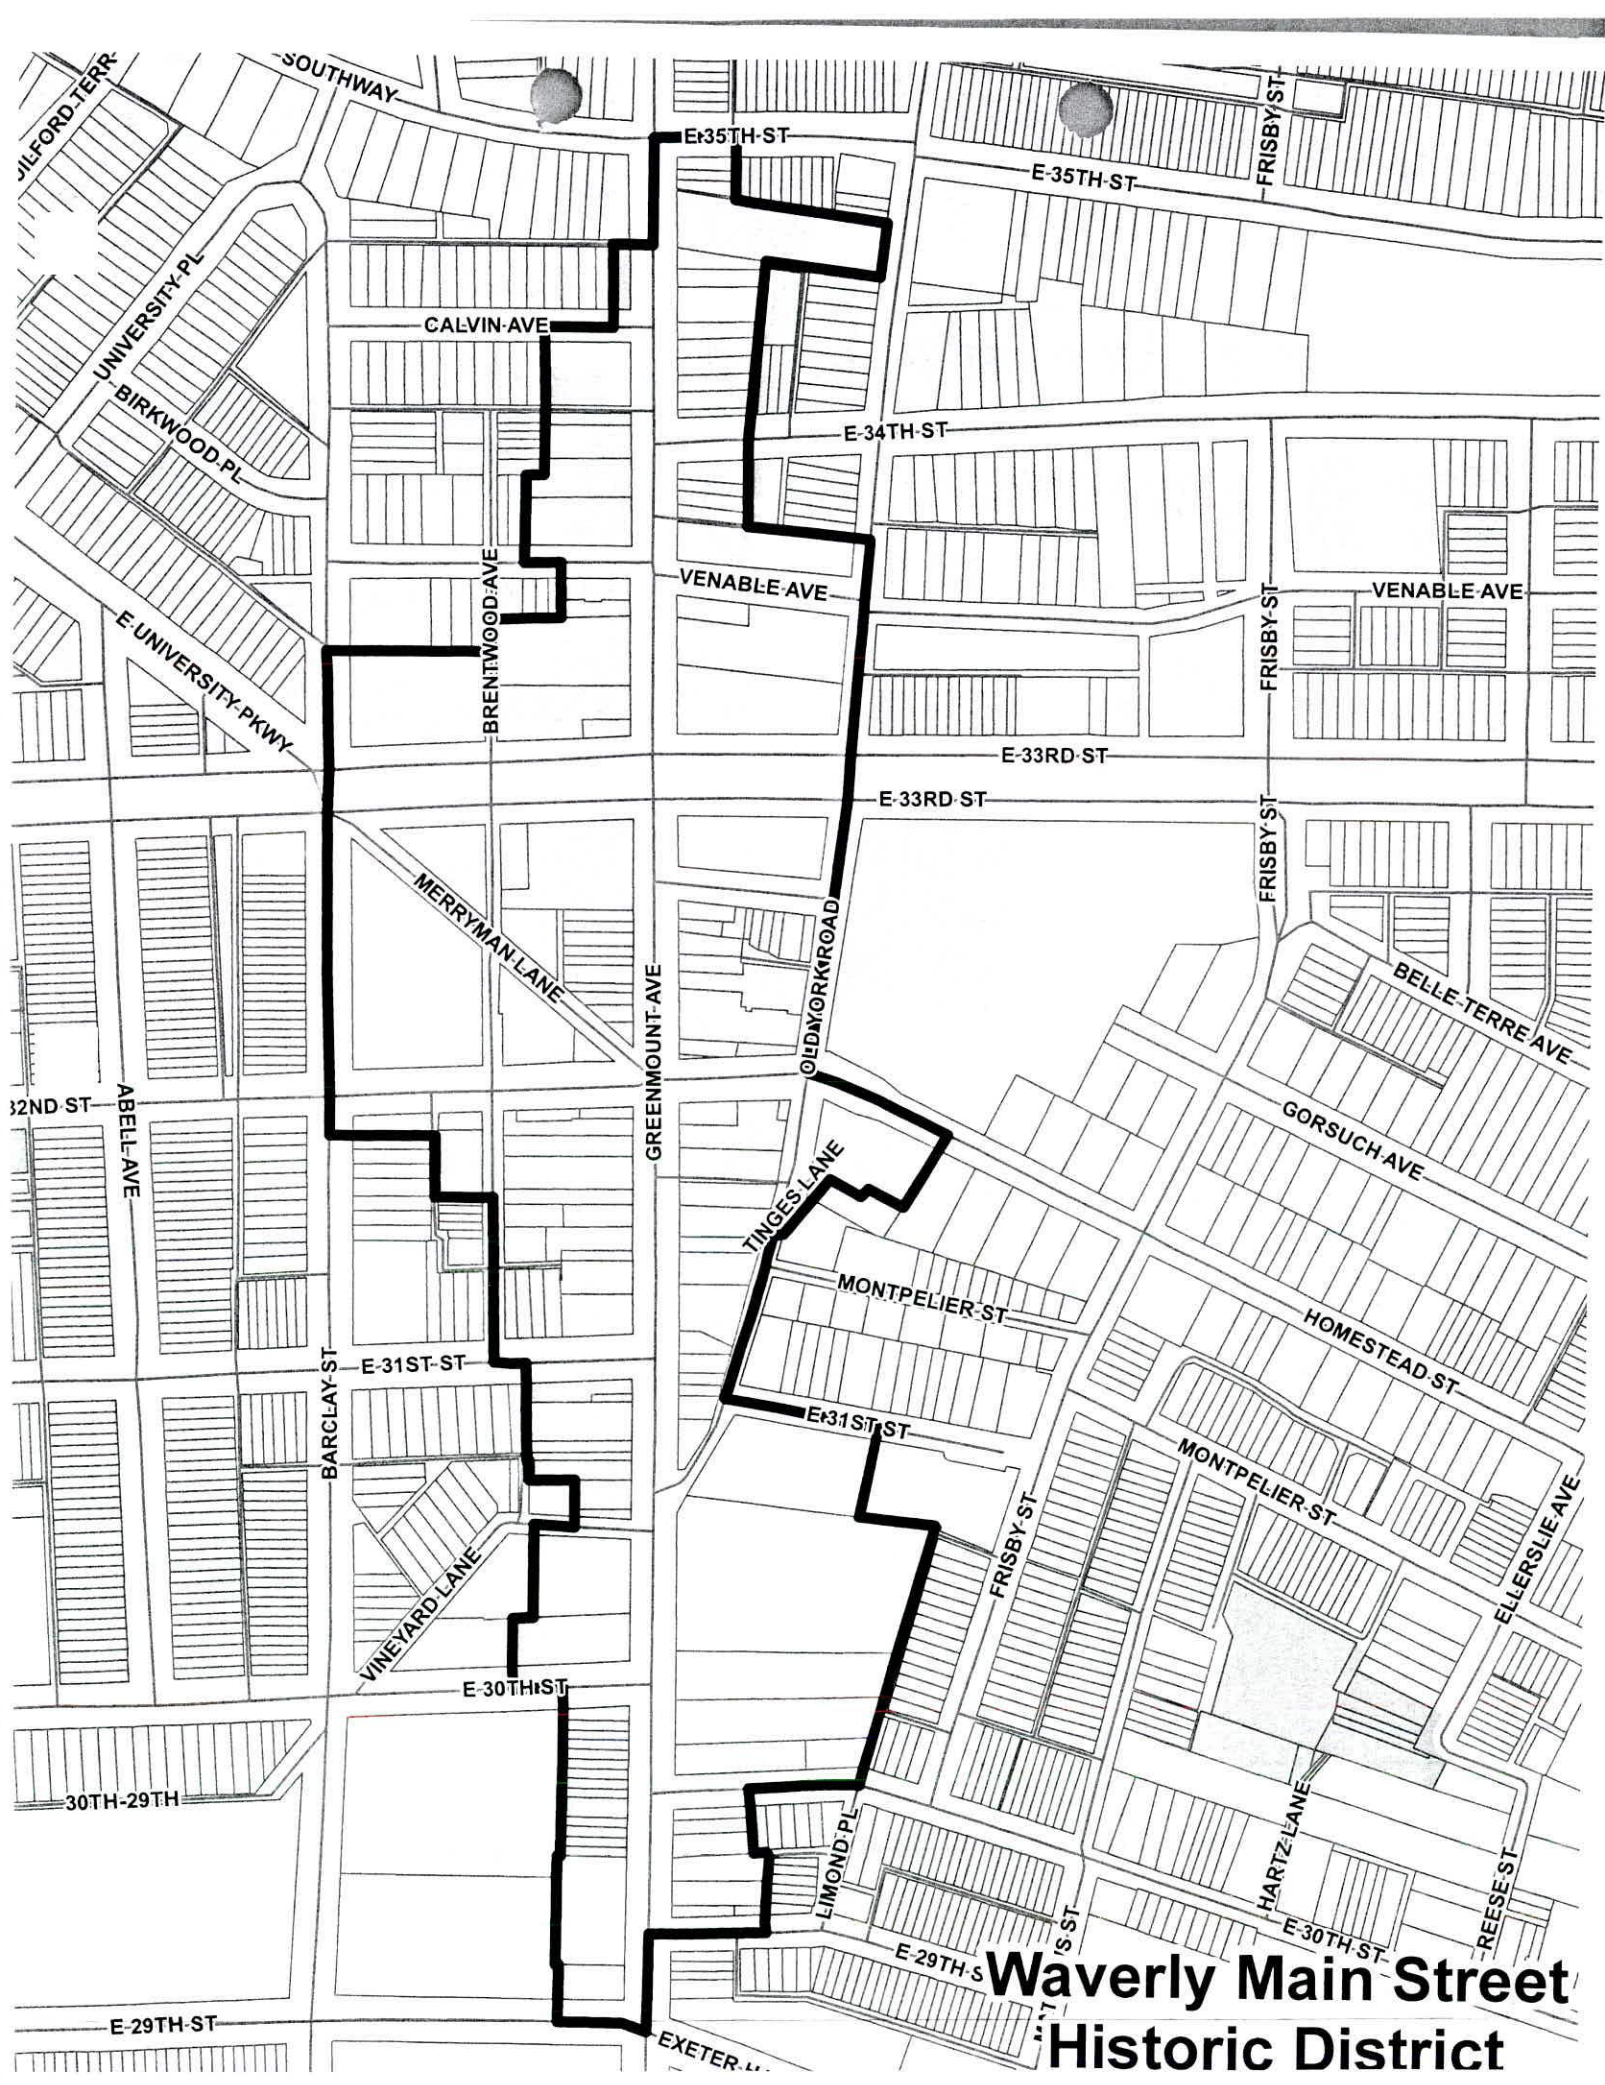 SOUTHWAY
E 35TH ST
FRISBY ST
E 35TH ST
UNIVERSITY PL
CALVIN AVE
BIRKWOOD PL
E 34TH ST
BRENTWOOD AVE
VENABLE AVE
FRISBY ST
VENABLE AVE
E UNIVERSITY PKWY
E 33RD ST
E 33RD ST
FRISBY ST
MERRYMAN LANE
OLD YORK ROAD
GREENMOUNT AVE
BELLE TERRE AVE
32ND ST
ABELL AVE
GORSUCH AVE
TINGES LANE
MONTPELIER ST
HOMESTEAD ST
BARCLAY ST
E 31ST ST
E 31ST ST
MONTPELIER ST
FRISBY ST
ELLERSLIE AVE
VINEYARD LANE
E 30TH ST
30TH-29TH
LIMOND PL
HARTZ LANE
REESE ST
E 30TH ST
E 29TH S
Waverly Main Street
Historic District
E 29TH ST
EXETER H